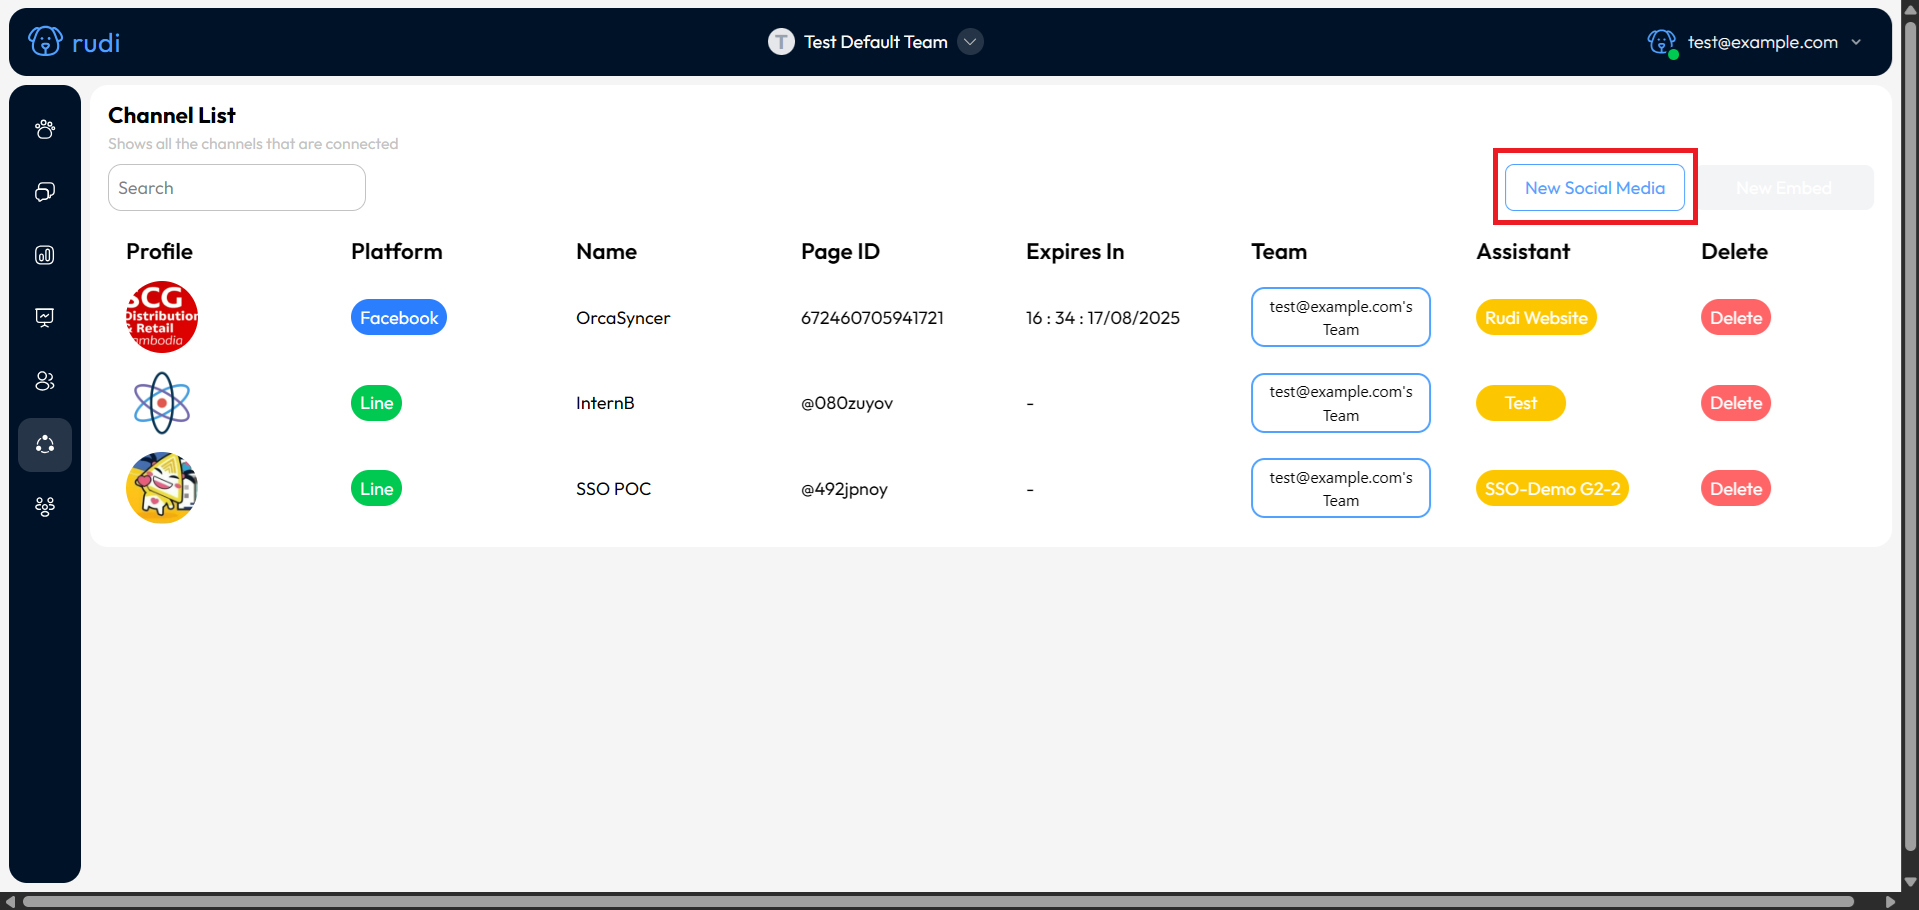 rudi
T Test Default Team
test@example.com
Channel List
Shows all the channels that are connected
Search
New Social Media
New Embed
Profile Platform Name Page ID Expires In Team Assistant Delete
SCG
Distribution
& Retail
ambodia
Facebook OrcaSyncer 672460705941721 16 : 34 : 17/08/2025 test@example.com's
Team
Rudi Website Delete
Line InternB @080zuyov - test@example.com's
Team
Test Delete
Line SSO POC @492jpnoy - test@example.com's
Team
SSO-Demo G2-2 Delete